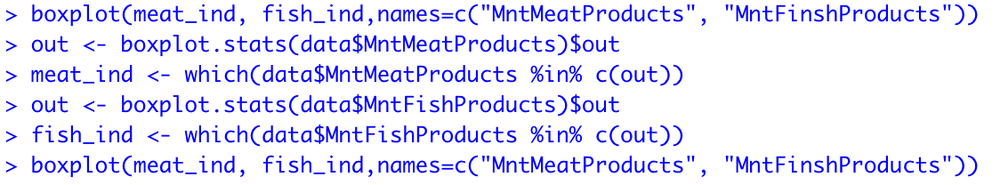 > boxplot(meat_ind, fish_ind,names=c("MntMeatProducts", "MntFinshProducts"))
> out <- boxplot.stats(data$MntMeatProducts)$out
> meat_ind <- which(data$MntMeatProducts %in% c(out))
> out <- boxplot.stats(data$MntFishProducts)$out
> fish_ind <- which(data$MntFishProducts %in% c(out))
> boxplot(meat_ind, fish_ind,names=c("MntMeatProducts", "MntFinshProducts"))